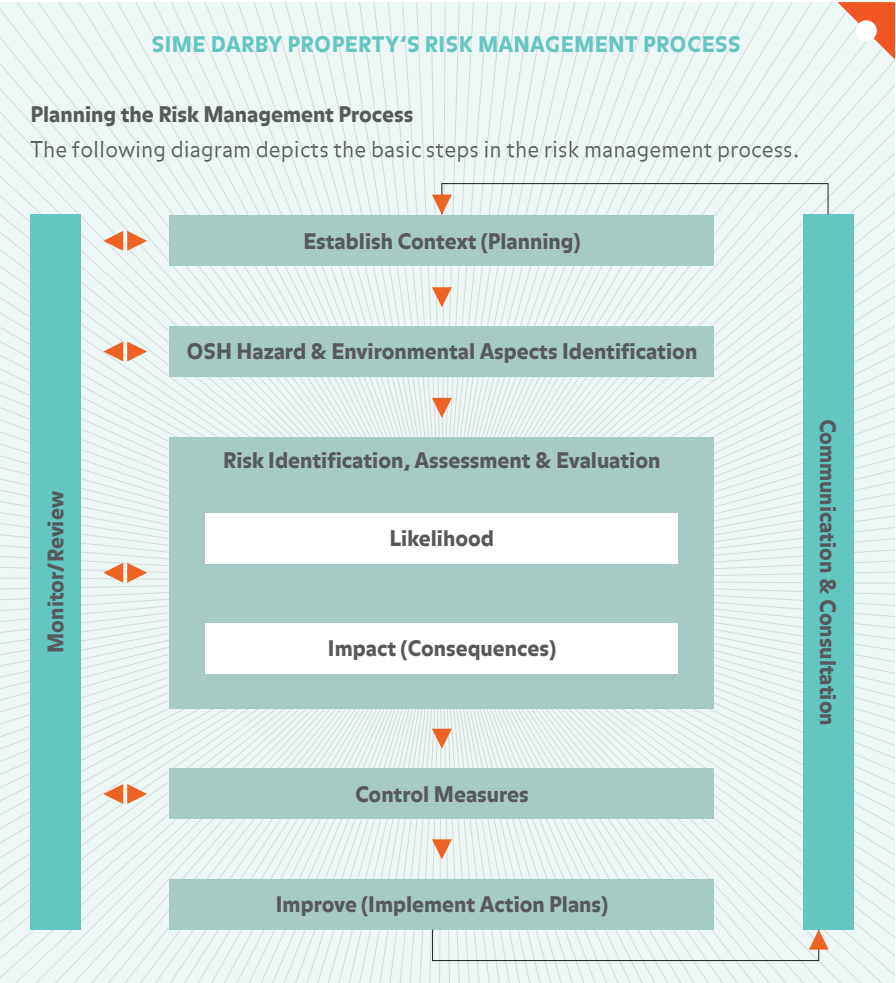 SIME DARBY PROPERTY‘S RISK MANAGEMENT PROCESS
Planning the Risk Management Process
The following diagram depicts the basic steps in the risk management process.
Establish Context (Planning)
OSH Hazard & Environmental Aspects Identification
Risk Identification, Assessment & Evaluation
Likelihood
Impact (Consequences)
Control Measures
Improve (Implement Action Plans)
Monitor/Review
Communication & Consultation